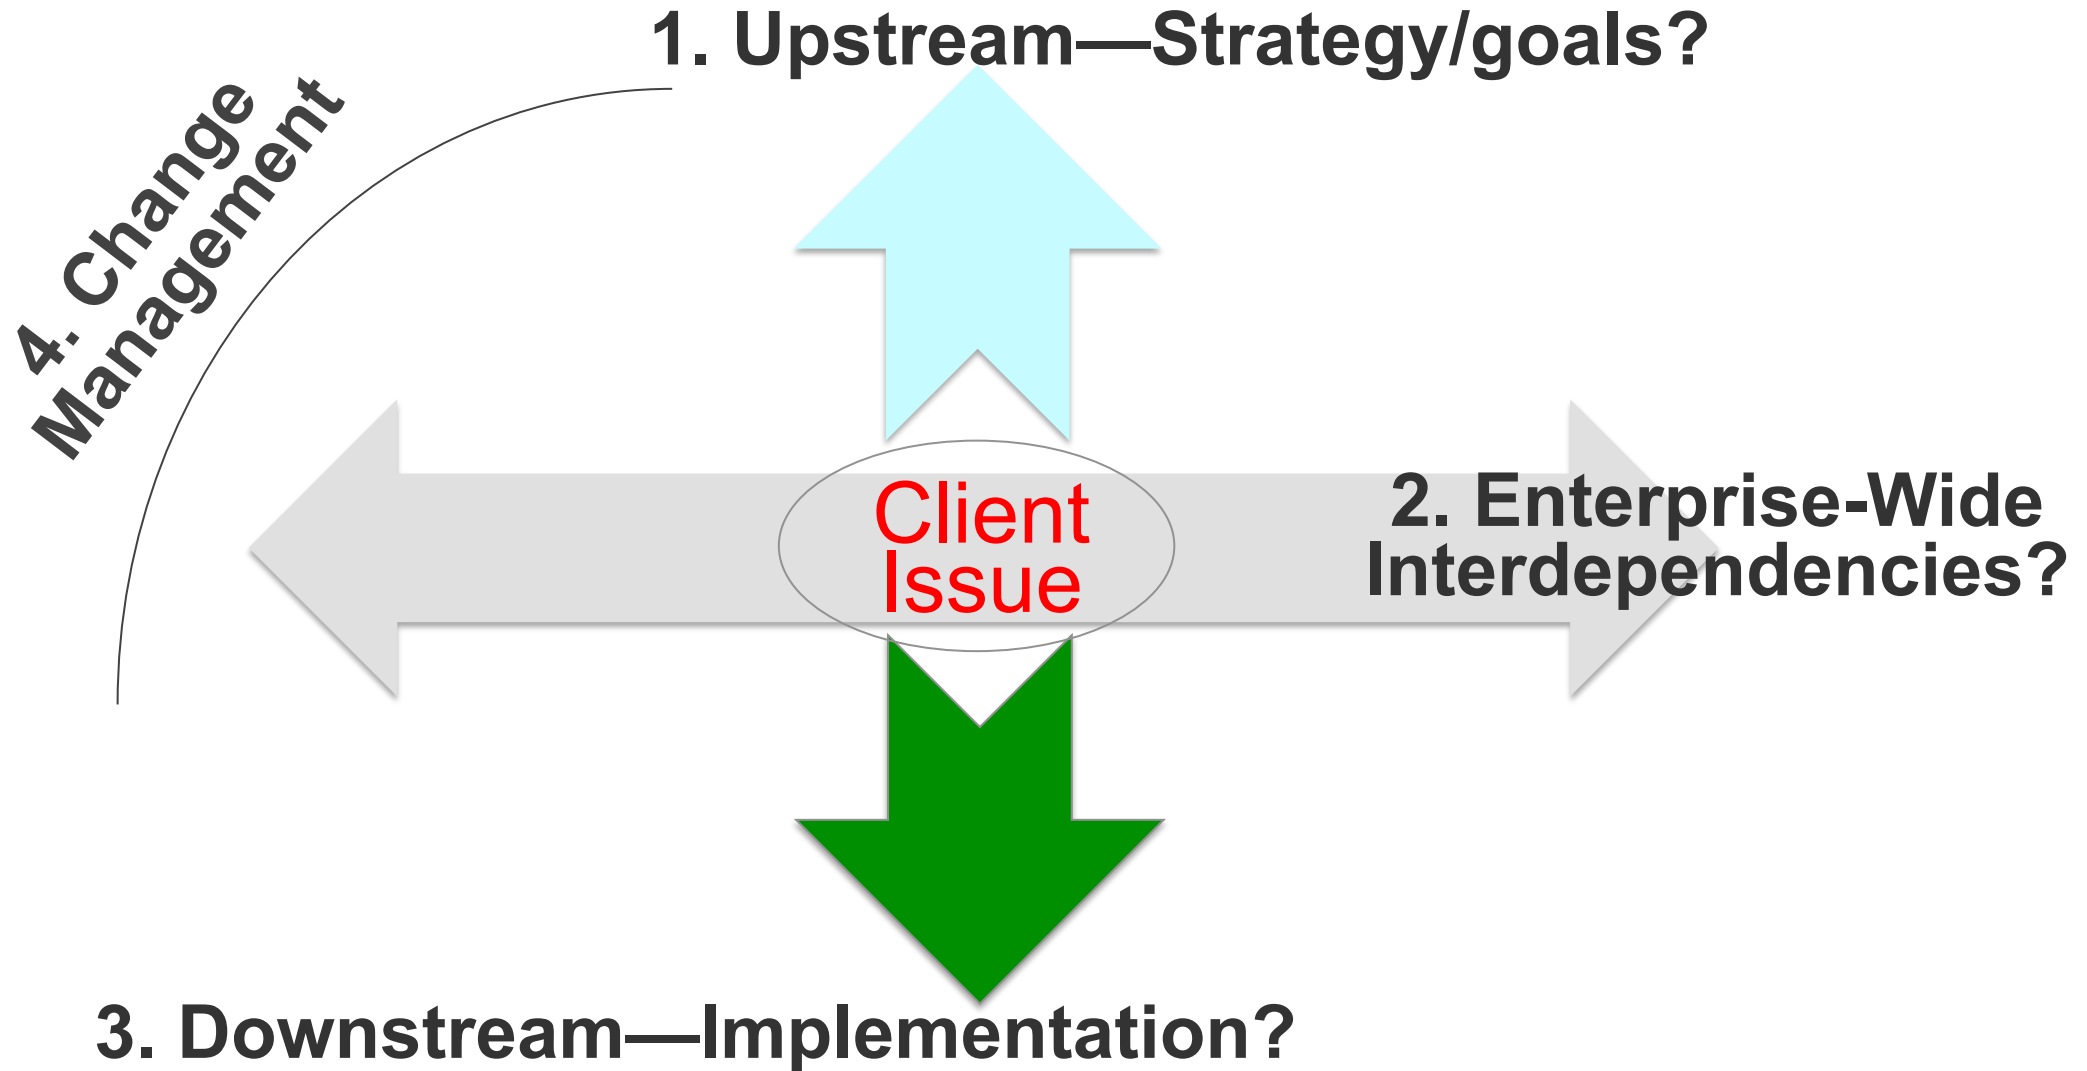 1. Upstream—Strategy/goals?
4. Change
Management
Client
Issue
2. Enterprise-Wide
Interdependencies?
3. Downstream—Implementation?